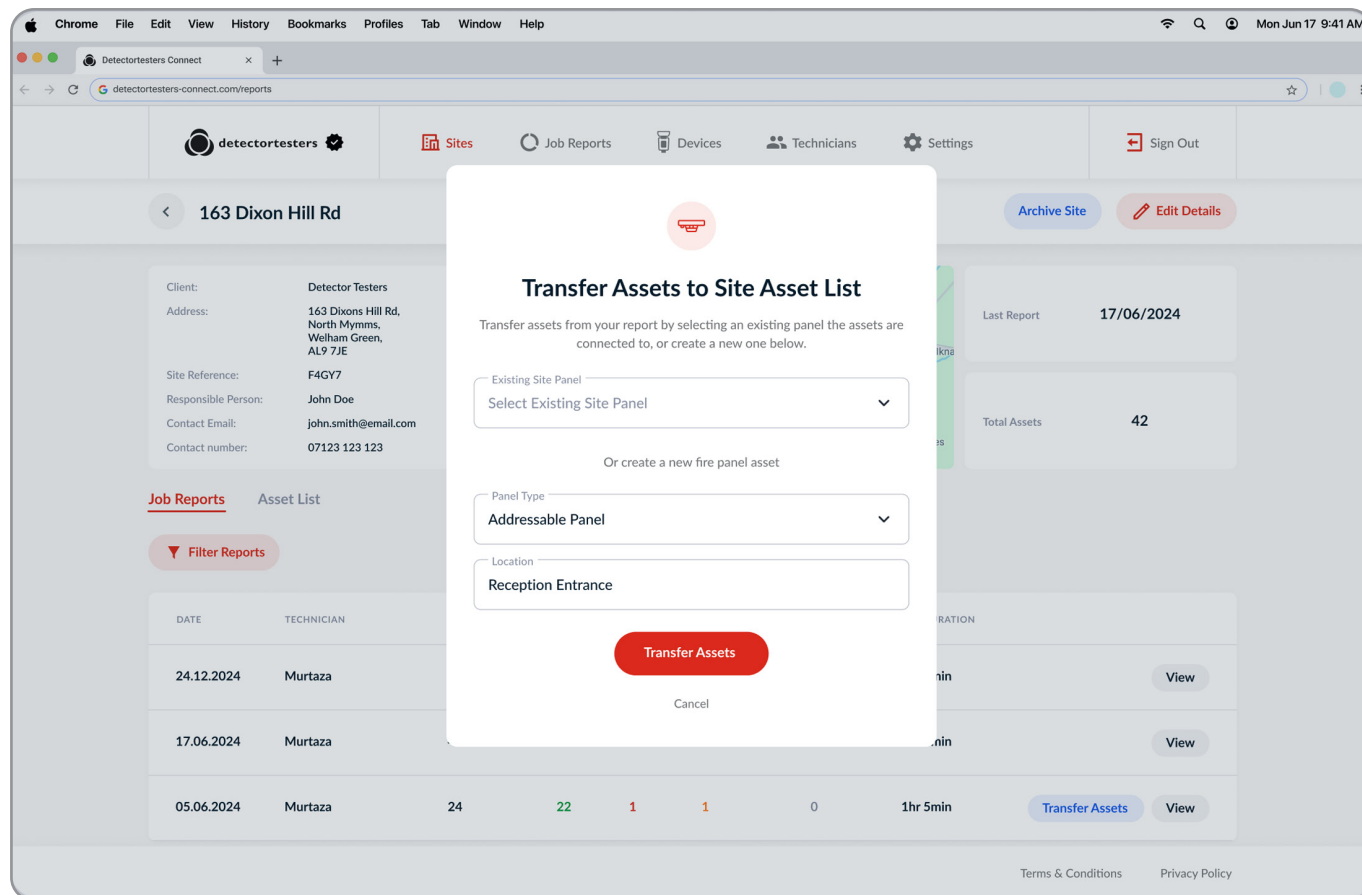 Chrome File Edit View History Bookmarks Profiles Tab Window Help Mon Jun 17 9:41 AM
Detectortesters Connect
detectortesters-connect.com/reports
detectortesters Sites Job Reports Devices Technicians Settings Sign Out
163 Dixon Hill Rd Archive Site Edit Details
Transfer Assets to Site Asset List
Transfer assets from your report by selecting an existing panel the assets are
connected to, or create a new one below.
Existing Site Panel
Select Existing Site Panel
Or create a new fire panel asset
Panel Type
Addressable Panel
Location
Reception Entrance
Transfer Assets
Cancel
Client: Detector Testers
Address: 163 Dixons Hill Rd,
North Mymms,
Welham Green,
AL9 7JE
Site Reference: F4GY7
Responsible Person: John Doe
Contact Email: john.smith@email.com
Contact number: 07123 123 123
Last Report 17/06/2024
Total Assets 42
Job Reports Asset List
Filter Reports
DATE TECHNICIAN
24.12.2024 Murtaza View
17.06.2024 Murtaza View
05.06.2024 Murtaza 24 22 1 1 0 1hr 5min Transfer Assets View
Terms & Conditions Privacy Policy